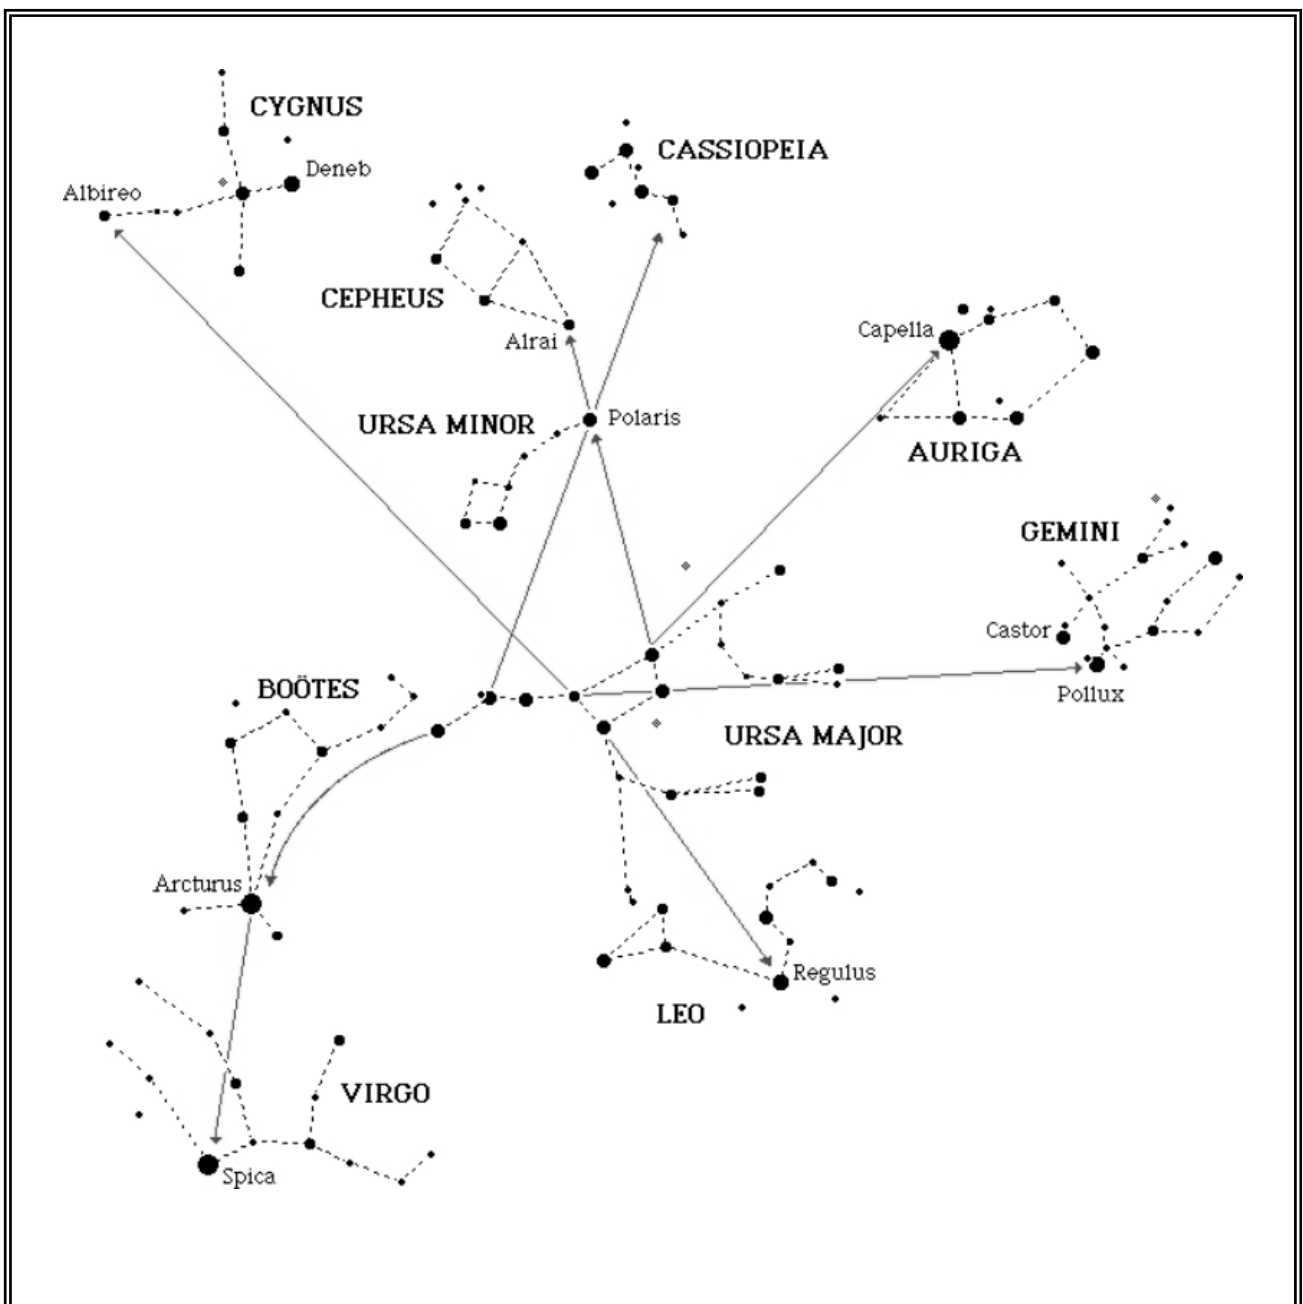 CYGNUS
Deneb
Albireo
CASSIOPEIA
CEPHEUS
Alrai
Capella
URSA MINOR
Polaris
AURIGA
GEMINI
Castor
Pollux
BOÖTES
URSA MAJOR
Arcturus
Regulus
LEO
VIRGO
Spica